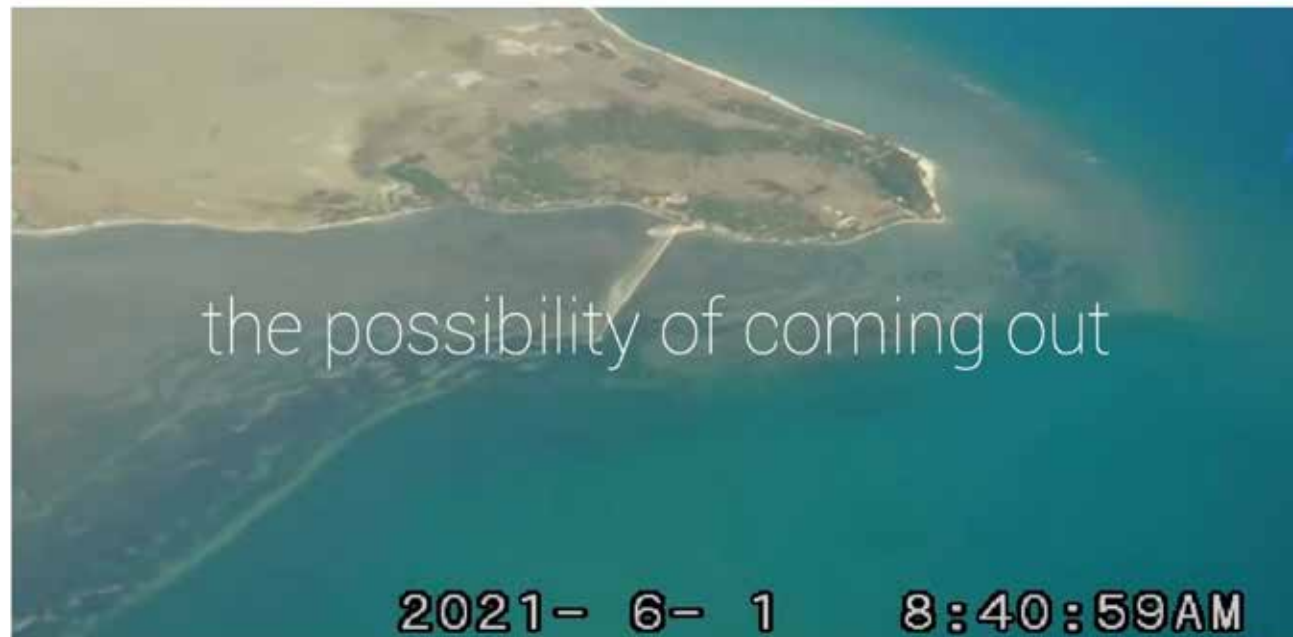 the possibility of coming out
2021- 6- 1 8:40:59AM